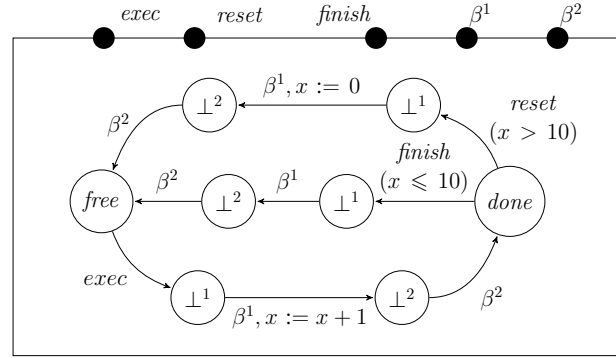 exec reset finish β¹ β²
β¹, x := 0
⊥² ⊥¹
β² reset
(x > 10)
finish
(x ⩽ 10)
β² β¹
free ⊥² ⊥¹ done
exec
⊥¹ ⊥²
β¹, x := x + 1 β²